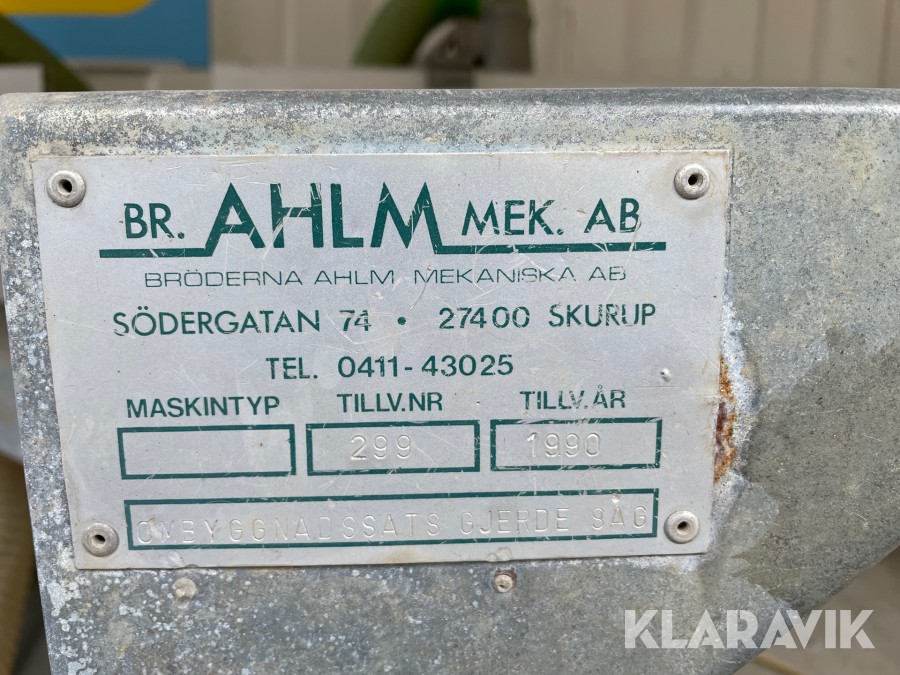 BR. AHLM MEK. AB
BRÖDERNA AHLM MEKANISKA AB
SÖDERGATAN 74 • 27400 SKURUP
TEL. 0411-43025
MASKINTYP TILLV.NR TILLV.ÅR
299 1990
OMBYGGNADSSATS GJERDE SÅG
KLARAVIK